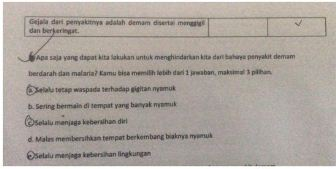 Gejala dari penyakitnya adalah demam disertai menggigil
dan berkeringat.
Apa saja yang dapat kita lakukan untuk menghindarkan kita dari bahaya penyakit demam
berdarah dan malaria? Kamu bisa memilih lebih dari 1 jawaban, maksimal 3 pilihan.
a. Selalu tetap waspada terhadap gigitan nyamuk
b. Sering bermain di tempat yang banyak nyamuk
c. Selalu menjaga kebersihan diri
d. Malas membersihkan tempat berkembang biaknya nyamuk
e. Selalu menjaga kebersihan lingkungan